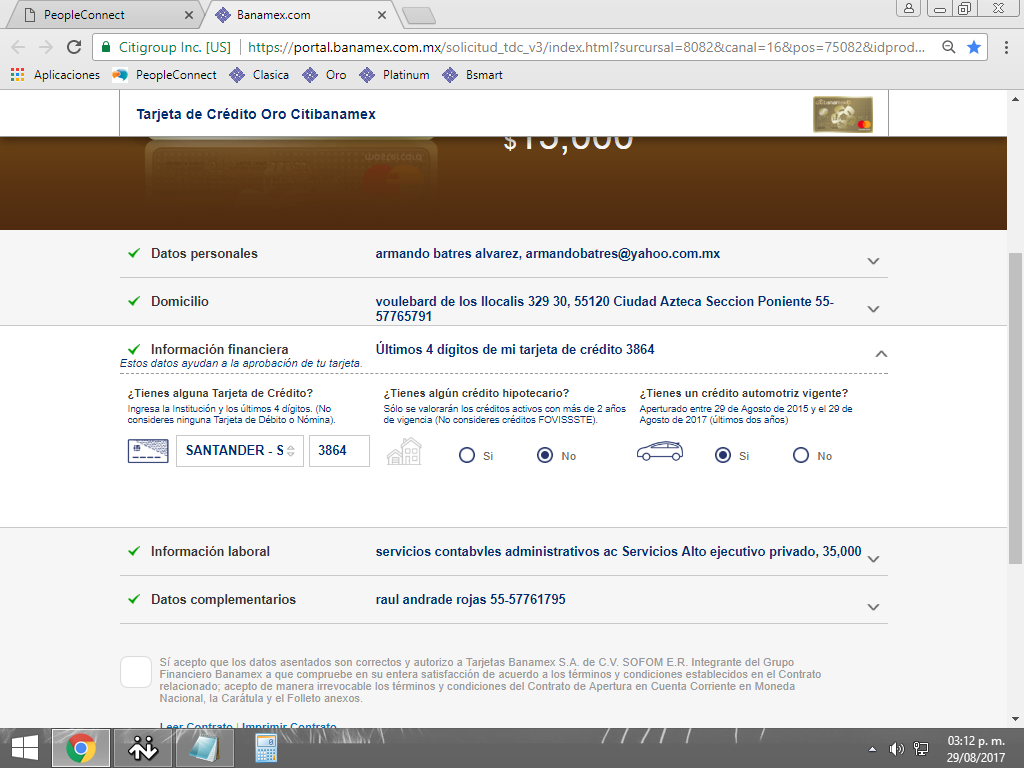 PeopleConnect
Banamex.com
Citigroup Inc. [US]
https://portal.banamex.com.mx/solicitud_tdc_v3/index.html?sursursal=8082&canal=16&pos=75082&idprod...
Aplicaciones PeopleConnect Clasica Oro Platinum Bsmart
Tarjeta de Crédito Oro Citibanamex
$15,000
Datos personales
armando batres alvarez, armandobatres@yahoo.com.mx
Domicilio
voulebard de los llocalis 329 30, 55120 Ciudad Azteca Seccion Poniente 55-
57765791
Información financiera
Últimos 4 dígitos de mi tarjeta de crédito 3864
Estos datos ayudan a la aprobación de tu tarjeta.
¿Tienes alguna Tarjeta de Crédito?
Ingresa la Institución y los últimos 4 dígitos. (No
consideres ninguna Tarjeta de Débito o Nómina).
SANTANDER - S
3864
¿Tienes algún crédito hipotecario?
Sólo se valorarán los créditos activos con más de 2 años
de vigencia (No consideres créditos FOVISSSTE).
Si
No
¿Tienes un crédito automotriz vigente?
Aperturado entre 29 de Agosto de 2015 y el 29 de
Agosto de 2017 (últimos dos años)
Si
No
Información laboral
servicios contabvles administrativos ac Servicios Alto ejecutivo privado, 35,000
Datos complementarios
raul andrade rojas 55-57761795
Sí acepto que los datos asentados son correctos y autorizo a Tarjetas Banamex S.A. de C.V. SOFOM E.R. Integrante del Grupo
Financiero Banamex a que compruebe en su entera satisfacción de acuerdo a los términos y condiciones establecidos en el Contrato
relacionado; acepto de manera irrevocable los términos y condiciones del Contrato de Apertura en Cuenta Corriente en Moneda
Nacional, la Carátula y el Folleto anexos.
Leer Contrato | Imprimir Contrato
03:12 p. m.
29/08/2017